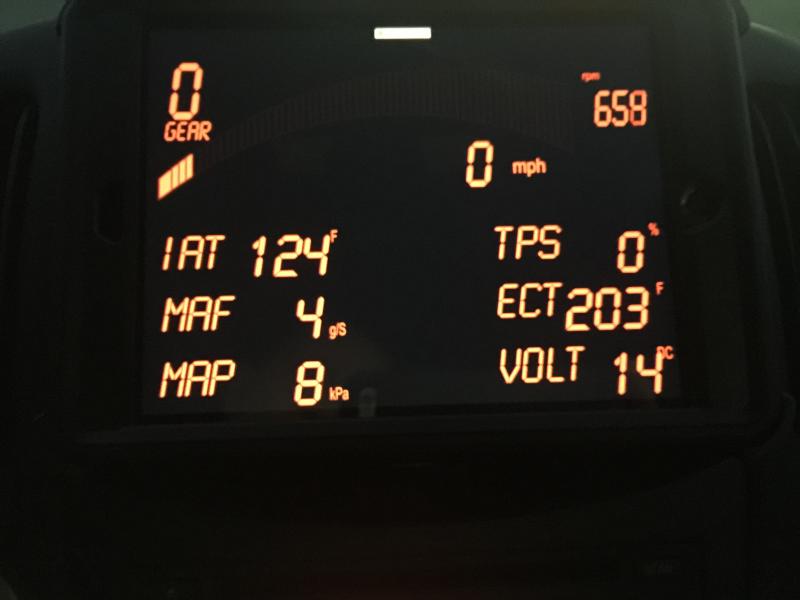 0
GEAR
rpm
658
0 mph
IAT 124 F
MAF 4 g/S
MAP 8 kPa
TPS 0 %
ECT 203 F
VOLT 14 DC